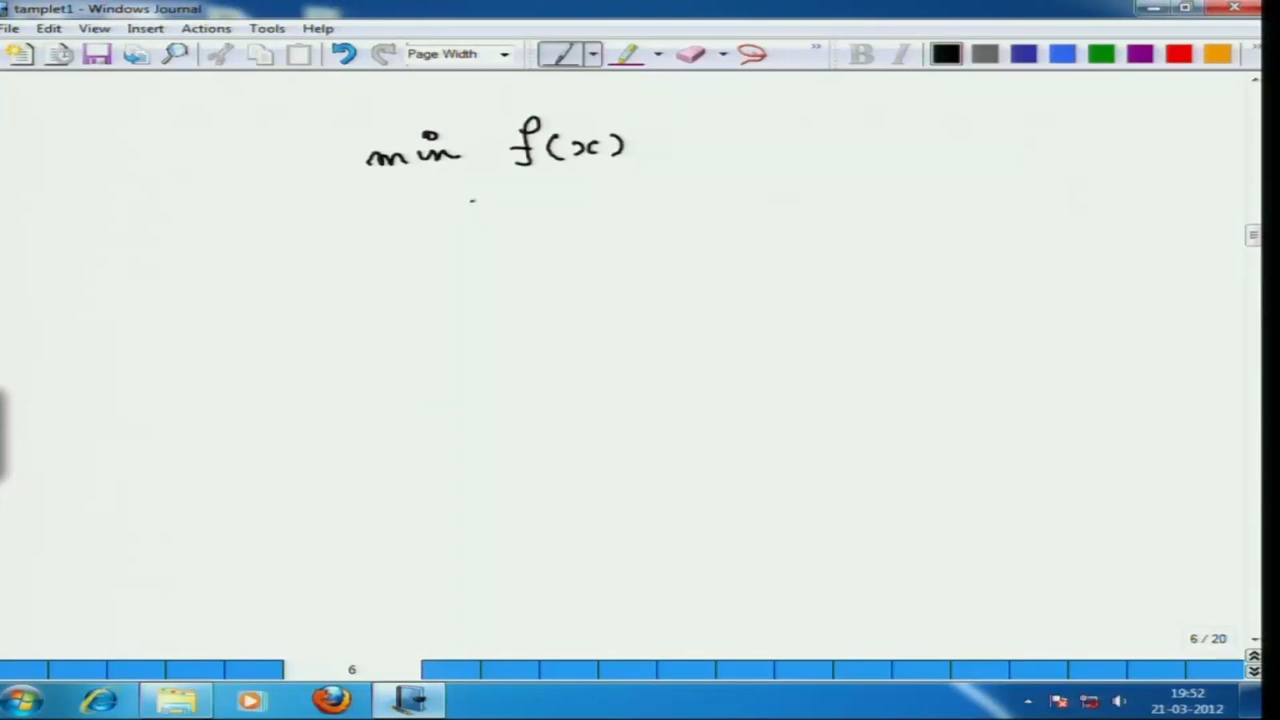 tamplet1 - Windows Journal
File Edit View Insert Actions Tools Help
Page Width B I
min f(x)
6 / 20
6
19:52
21-03-2012